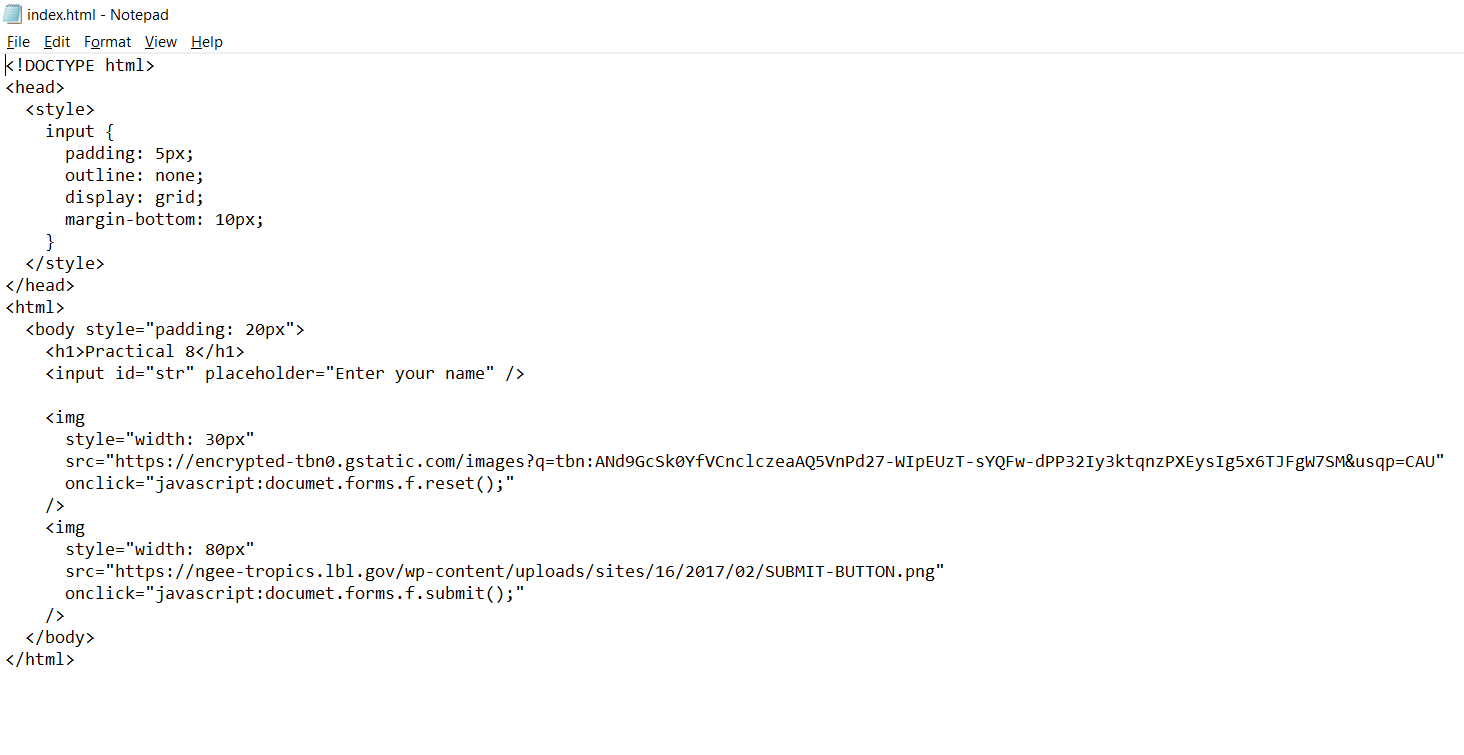 index.html - Notepad
File Edit Format View Help
<!DOCTYPE html>
<head>
  <style>
    input {
      padding: 5px;
      outline: none;
      display: grid;
      margin-bottom: 10px;
    }
  </style>
</head>
<html>
  <body style="padding: 20px">
    <h1>Practical 8</h1>
    <input id="str" placeholder="Enter your name" />

    <img
      style="width: 30px"
      src="https://encrypted-tbn0.gstatic.com/images?q=tbn:ANd9GcSk0YfVCnclczeaAQ5VnPd27-WIpEUzT-sYQFw-dPP32Iy3ktqnzPXEysIg5x6TJFgW7SM&usqp=CAU"
      onclick="javascript:documet.forms.f.reset();"
    />
    <img
      style="width: 80px"
      src="https://ngee-tropics.lbl.gov/wp-content/uploads/sites/16/2017/02/SUBMIT-BUTTON.png"
      onclick="javascript:documet.forms.f.submit();"
    />
  </body>
</html>